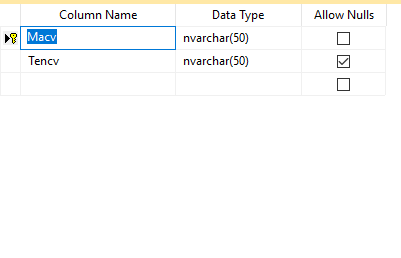 Column Name Data Type Allow Nulls
Macv nvarchar(50)
Tencv nvarchar(50)